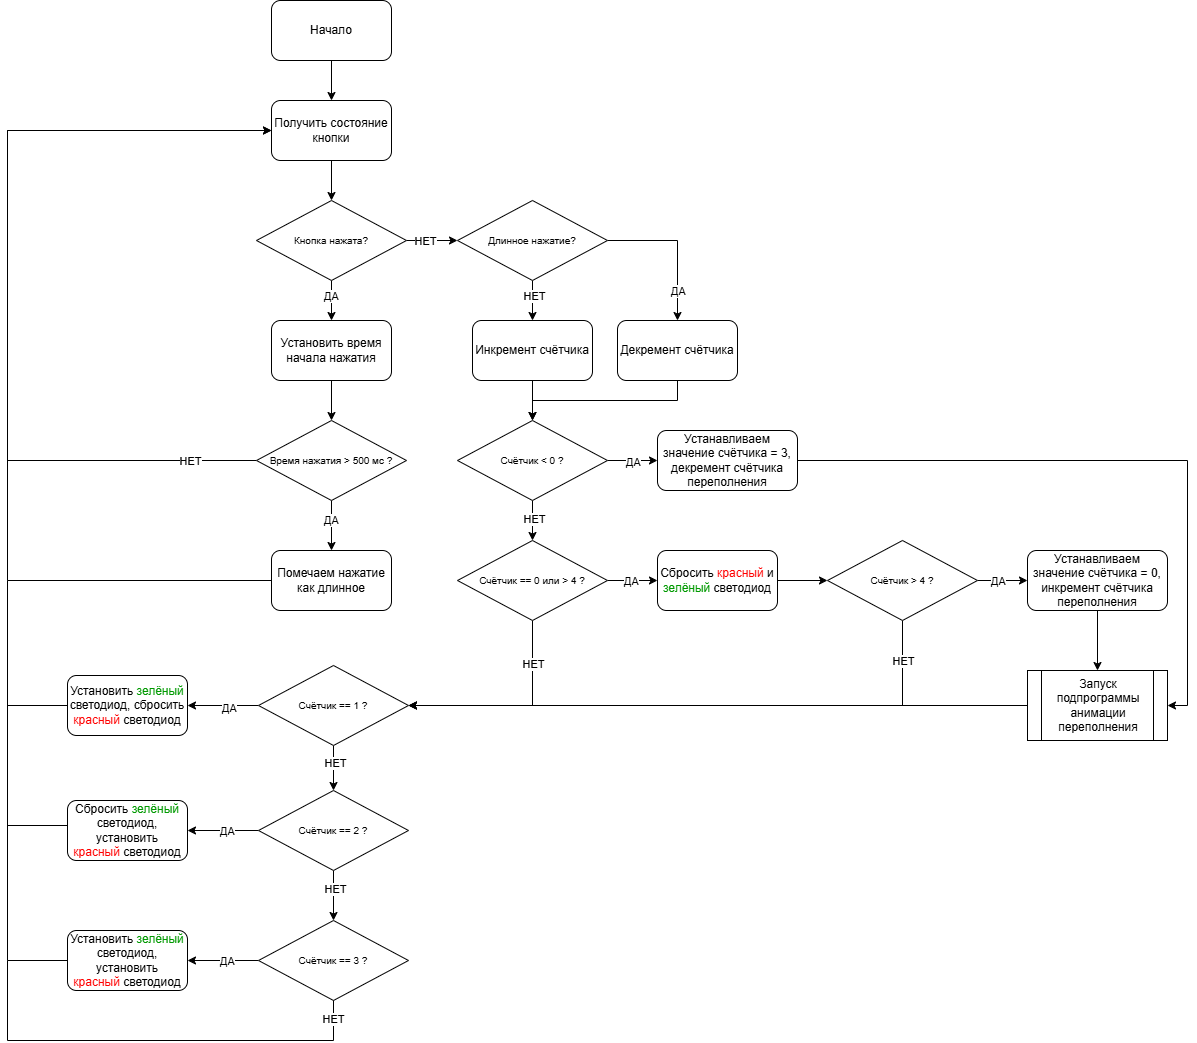 Начало
Получить состояние
кнопки
Кнопка нажата?
НЕТ
Длинное нажатие?
ДА
НЕТ
ДА
Установить время
начала нажатия
Инкремент счётчика
Декремент счётчика
Время нажатия > 500 мс ?
НЕТ
ДА
Счётчик < 0 ?
ДА
Устанавливаем
значение счётчика = 3,
декремент счётчика
переполнения
НЕТ
Помечаем нажатие
как длинное
Счётчик == 0 или > 4 ?
ДА
Сбросить красный и
зелёный светодиод
Счётчик > 4 ?
ДА
Устанавливаем
значение счётчика = 0,
инкремент счётчика
переполнения
НЕТ
НЕТ
Запуск
подпрограммы
анимации
переполнения
Счётчик == 1 ?
ДА
Установить зелёный
светодиод, сбросить
красный светодиод
НЕТ
Счётчик == 2 ?
ДА
Сбросить зелёный
светодиод,
установить
красный светодиод
НЕТ
Счётчик == 3 ?
ДА
Установить зелёный
светодиод,
установить
красный светодиод
НЕТ